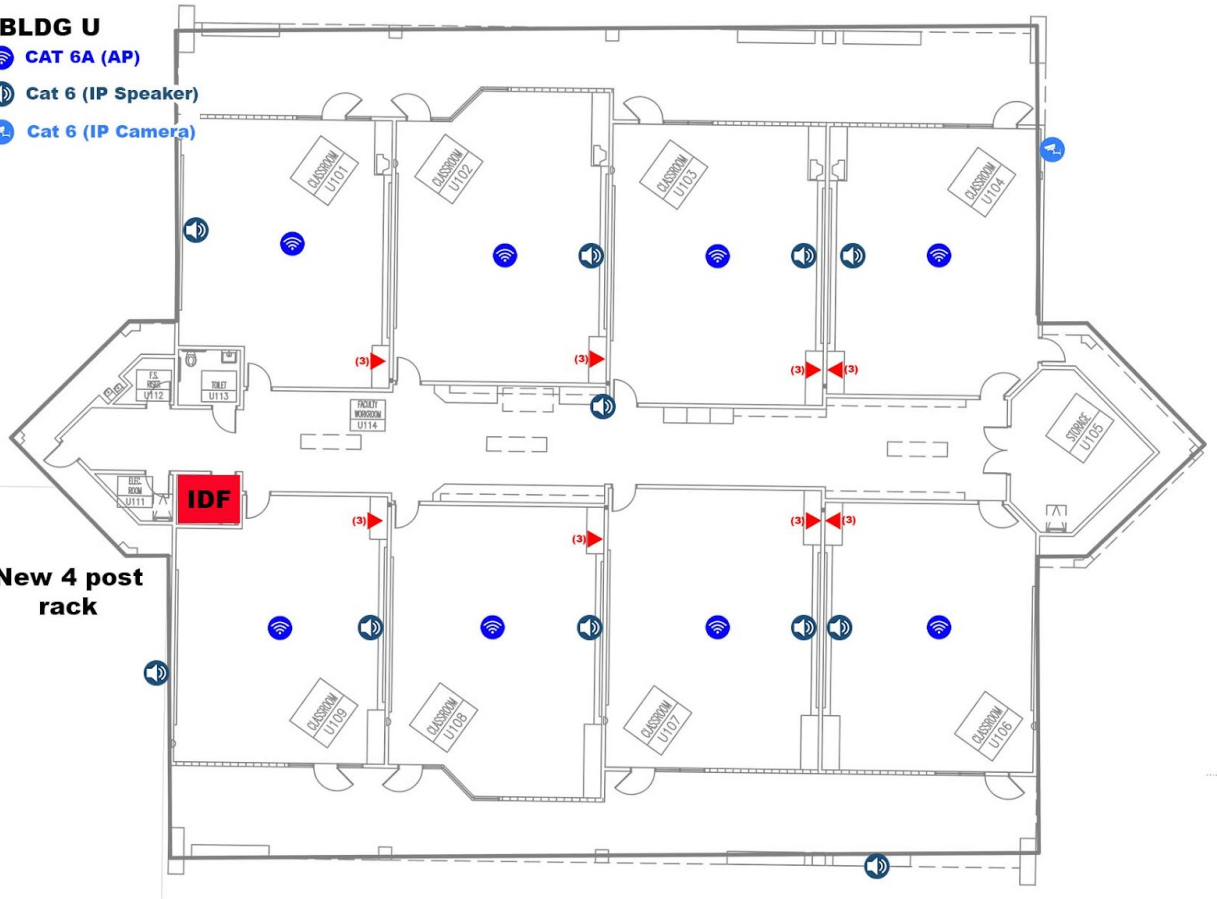 BLDG U
CAT 6A (AP)
Cat 6 (IP Speaker)
Cat 6 (IP Camera)
CLASSROOM
U101
CLASSROOM
U102
CLASSROOM
U103
CLASSROOM
U104
(3)
(3)
(3)
(3)
F.S.
RISER
U112
TOILET
U113
FACULTY
WORKROOM
U114
STORAGE
U105
ELEC.
ROOM
U111
IDF
(3)
(3)
(3)
(3)
New 4 post
rack
CLASSROOM
U109
CLASSROOM
U108
CLASSROOM
U107
CLASSROOM
U106